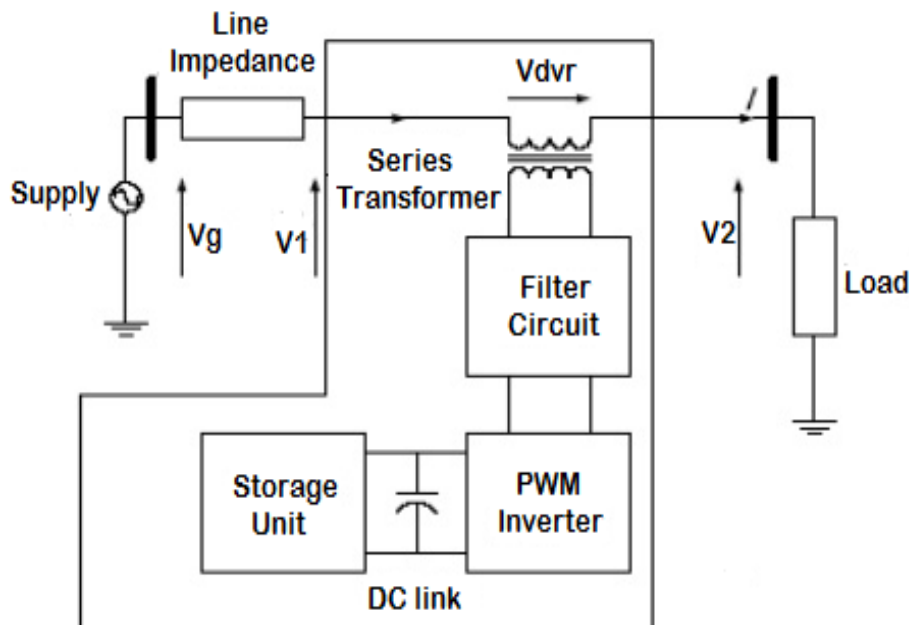 Line
Impedance
Vdvr
I
Series
Transformer
Supply
Vg
V1
V2
Load
Filter
Circuit
Storage
Unit
PWM
Inverter
DC link